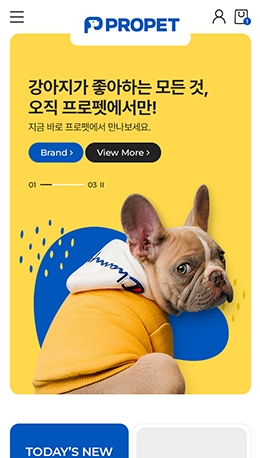 PROPET
1
강아지가 좋아하는 모든 것,
오직 프로펫에서만!
지금 바로 프로펫에서 만나보세요.
Brand >
View More >
01
03
Champion
TODAY'S NEW